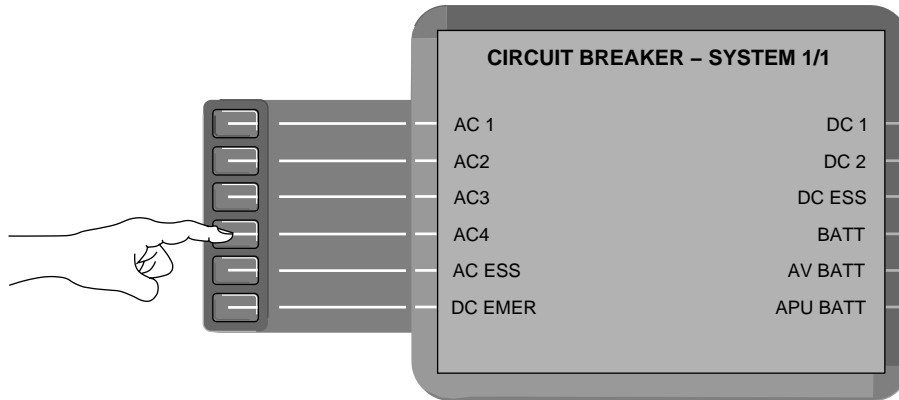 CIRCUIT BREAKER – SYSTEM 1/1
AC 1 DC 1
AC2 DC 2
AC3 DC ESS
AC4 BATT
AC ESS AV BATT
DC EMER APU BATT